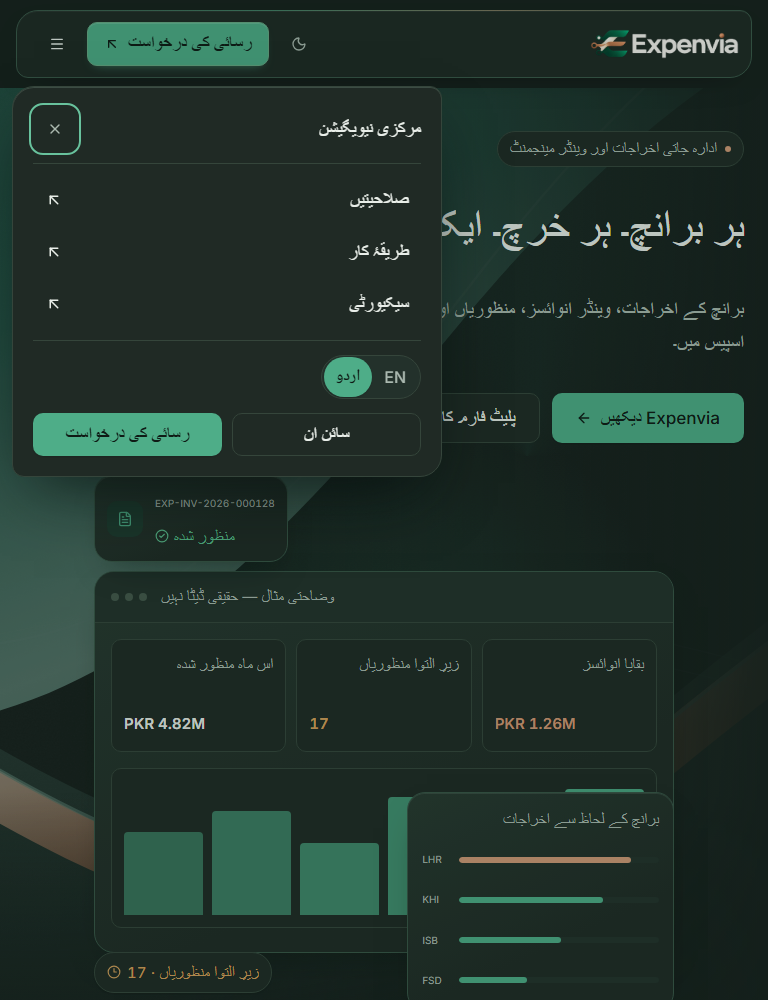 Expenvia
رسائی کی درخواست
مرکزی نیویگیشن
صلاحیتیں
طریقۂ کار
سیکیورٹی
EN
اردو
سائن ان
رسائی کی درخواست
ادارہ جاتی اخراجات اور وینڈر مینجمنٹ
ہر برانچ۔ ہر خرچ۔ ایک
برانچ کے اخراجات، وینڈر انوائسز، منظوریاں او
اسپیس میں۔
Expenvia دیکھیں
پلیٹ فارم کا
EXP-INV-2026-000128
منظور شدہ
وضاحتی مثال — حقیقی ڈیٹا نہیں
بقایا انوائسز
PKR 1.26M
زیرِ التوا منظوریاں
17
اس ماہ منظور شدہ
PKR 4.82M
برانچ کے لحاظ سے اخراجات
LHR
KHI
ISB
FSD
زیرِ التوا منظوریاں · 17